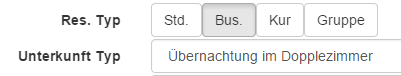 Res. Typ Std. Bus. Kur Gruppe
Unterkunft Typ Übernachtung im Dopplezimmer